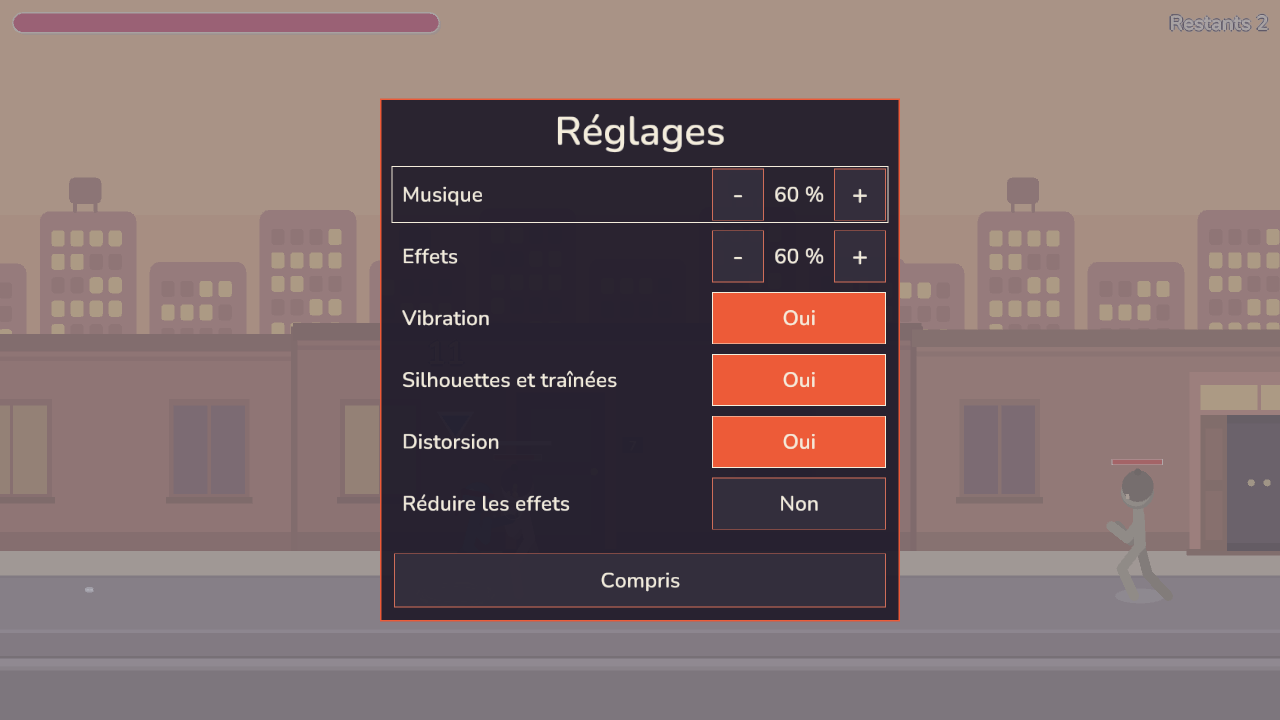 Restants 2
Réglages
Musique - 60 % +
Effets - 60 % +
Vibration Oui
Silhouettes et traînées Oui
Distorsion Oui
Réduire les effets Non
Compris